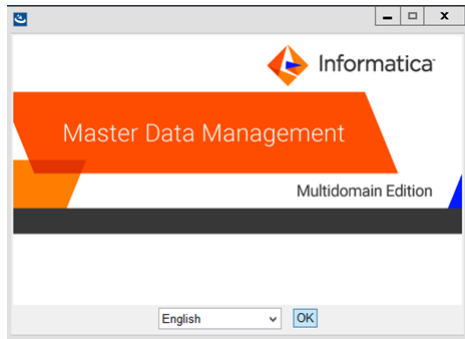 Informatica
Master Data Management
Multidomain Edition
English
OK